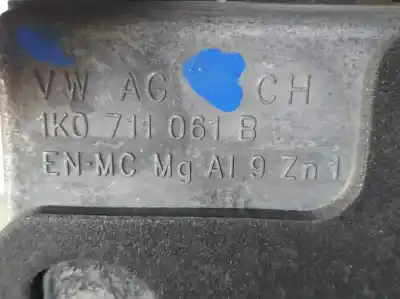 VW AG CH
1K0 711 061 B
EN-MC Mg Al 9 Zn 1